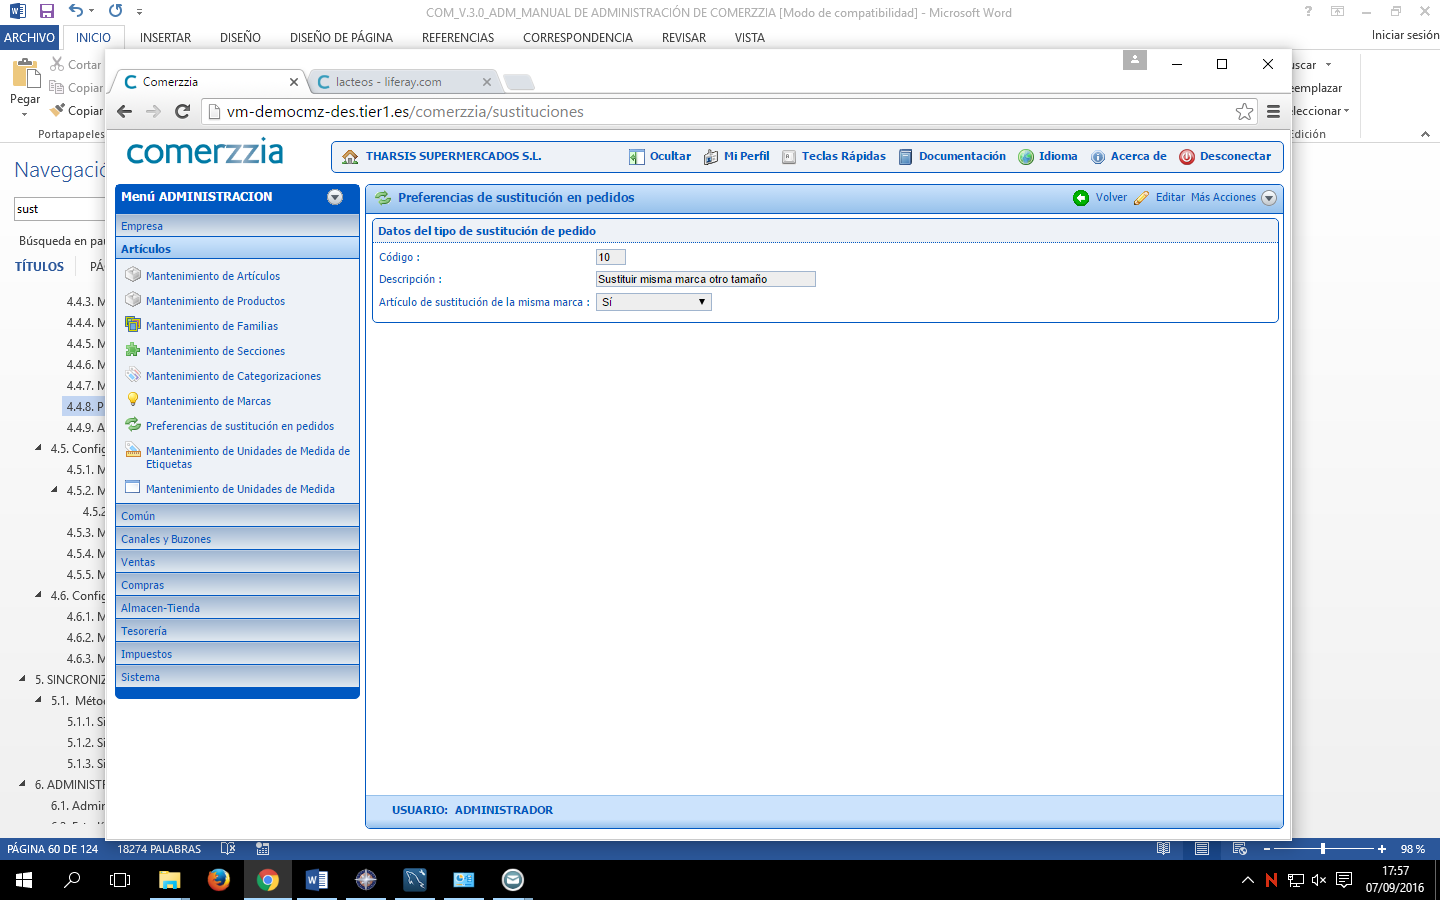 COM_V.3.0_ADM_MANUAL DE ADMINISTRACIÓN DE COMERZZIA [Modo de compatibilidad] - Microsoft Word
ARCHIVO INICIO INSERTAR DISEÑO DISEÑO DE PÁGINA REFERENCIAS CORRESPONDENCIA REVISAR VISTA Iniciar sesión
Pegar
Cortar
Copiar
Copiar
Portapapeles
uscar
eemplazar
eleccionar
dición
Comerzzia
lacteos - liferay.com
vm-democmz-des.tier1.es/comerzzia/sustituciones
comerzzia
THARSIS SUPERMERCADOS S.L. Ocultar Mi Perfil Teclas Rápidas Documentación Idioma Acerca de Desconectar
Navegació
sust
Búsqueda en pa
TÍTULOS PÁ
4.4.3. M
4.4.4. M
4.4.5. M
4.4.6. M
4.4.7. M
4.4.8. P
4.4.9. A
4.5. Config
4.5.1. M
4.5.2. M
4.5.2
4.5.3. M
4.5.4. M
4.5.5. M
4.6. Config
4.6.1. M
4.6.2. M
4.6.3. M
5. SINCRONIZ
5.1. Méto
5.1.1. Si
5.1.2. Si
5.1.3. Si
6. ADMINISTR
6.1. Admin
Menú ADMINISTRACION
Empresa
Artículos
Mantenimiento de Artículos
Mantenimiento de Productos
Mantenimiento de Familias
Mantenimiento de Secciones
Mantenimiento de Categorizaciones
Mantenimiento de Marcas
Preferencias de sustitución en pedidos
Mantenimiento de Unidades de Medida de
Etiquetas
Mantenimiento de Unidades de Medida
Común
Canales y Buzones
Ventas
Compras
Almacen-Tienda
Tesorería
Impuestos
Sistema
Preferencias de sustitución en pedidos Volver Editar Más Acciones
Datos del tipo de sustitución de pedido
Código : 10
Descripción : Sustituir misma marca otro tamaño
Artículo de sustitución de la misma marca : Sí
USUARIO: ADMINISTRADOR
PÁGINA 60 DE 124 18274 PALABRAS 98 %
17:57
07/09/2016